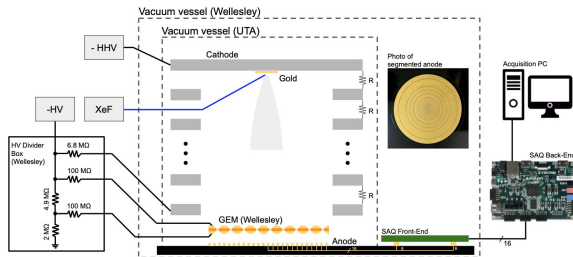 Vacuum vessel (Wellesley)
Vacuum vessel (UTA)
- HHV
Cathode
Gold
R
R
Photo of
segmented anode
Acquisition PC
-HV
XeF
HV Divider
Box
(Wellesley)
6.8 MΩ
100 MΩ
4.9 MΩ
100 MΩ
2 MΩ
R
GEM (Wellesley)
Anode
SAQ Front-End
SAQ Back-End
16
16